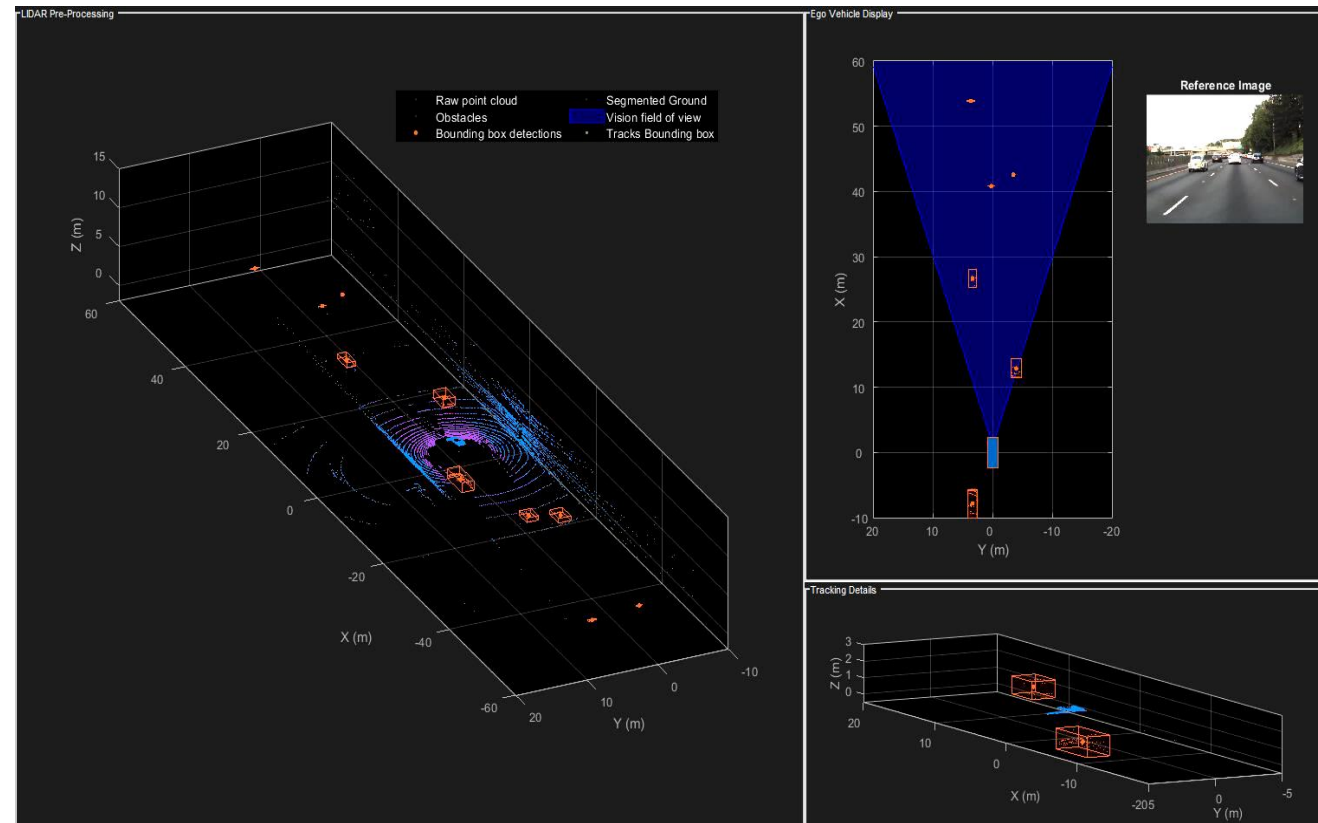 LIDAR Pre-Processing
Raw point cloud
Obstacles
Bounding box detections
Segmented Ground
Vision field of view
Tracks Bounding box
15
10
5
0
Z (m)
60
40
20
0
-20
-40
-60
X (m)
20
10
0
-10
Y (m)
Ego Vehicle Display
60
50
40
30
20
10
0
-10
X (m)
20
10
0
-10
-20
Y (m)
Reference Image
Tracking Details
3
2
1
0
Z (m)
20
10
0
-10
-205
X (m)
0
-5
Y (m)